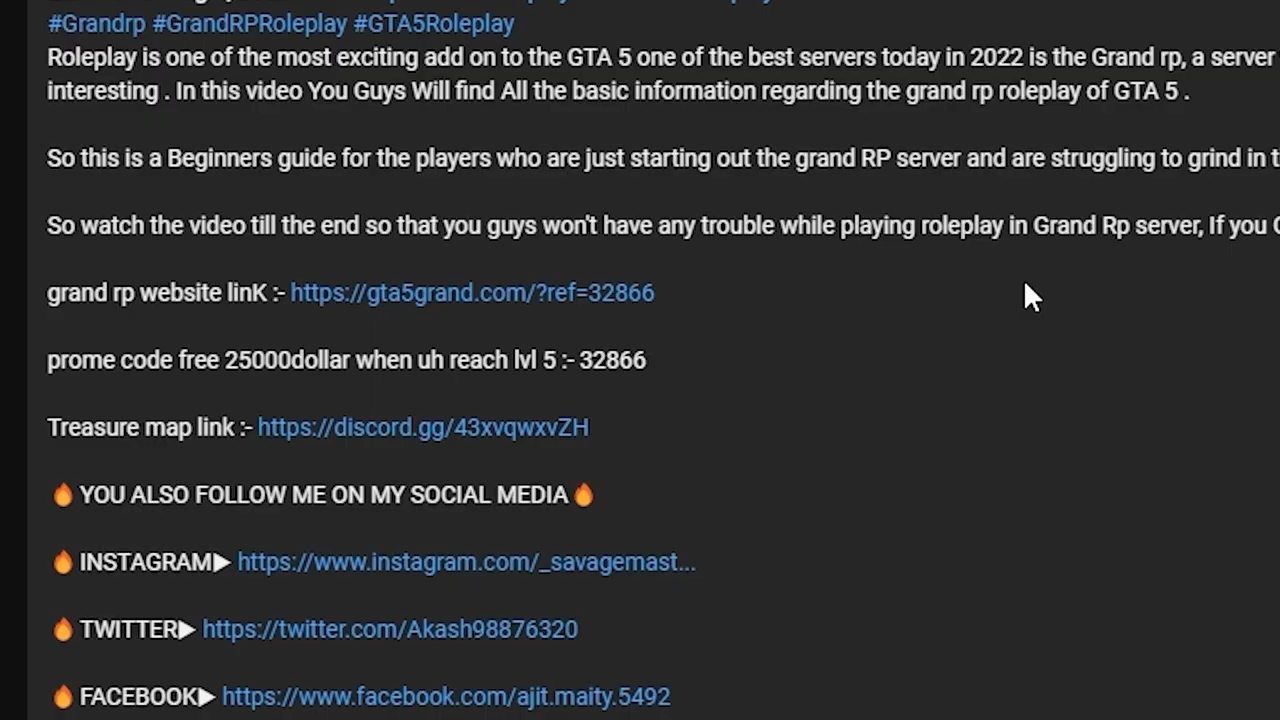 #Grandrp #GrandRPRoleplay #GTA5Roleplay
Roleplay is one of the most exciting add on to the GTA 5 one of the best servers today in 2022 is the Grand rp, a server
interesting . In this video You Guys Will find All the basic information regarding the grand rp roleplay of GTA 5 .
So this is a Beginners guide for the players who are just starting out the grand RP server and are struggling to grind in
So watch the video till the end so that you guys won't have any trouble while playing roleplay in Grand Rp server, If you
grand rp website linK :- https://gta5grand.com/?ref=32866
prome code free 25000dollar when uh reach lvl 5 :- 32866
Treasure map link :- https://discord.gg/43xvqwxvZH
🔥 YOU ALSO FOLLOW ME ON MY SOCIAL MEDIA🔥
🔥 INSTAGRAM▶ https://www.instagram.com/_savagemast...
🔥 TWITTER▶ https://twitter.com/Akash98876320
🔥 FACEBOOK▶ https://www.facebook.com/ajit.maity.5492